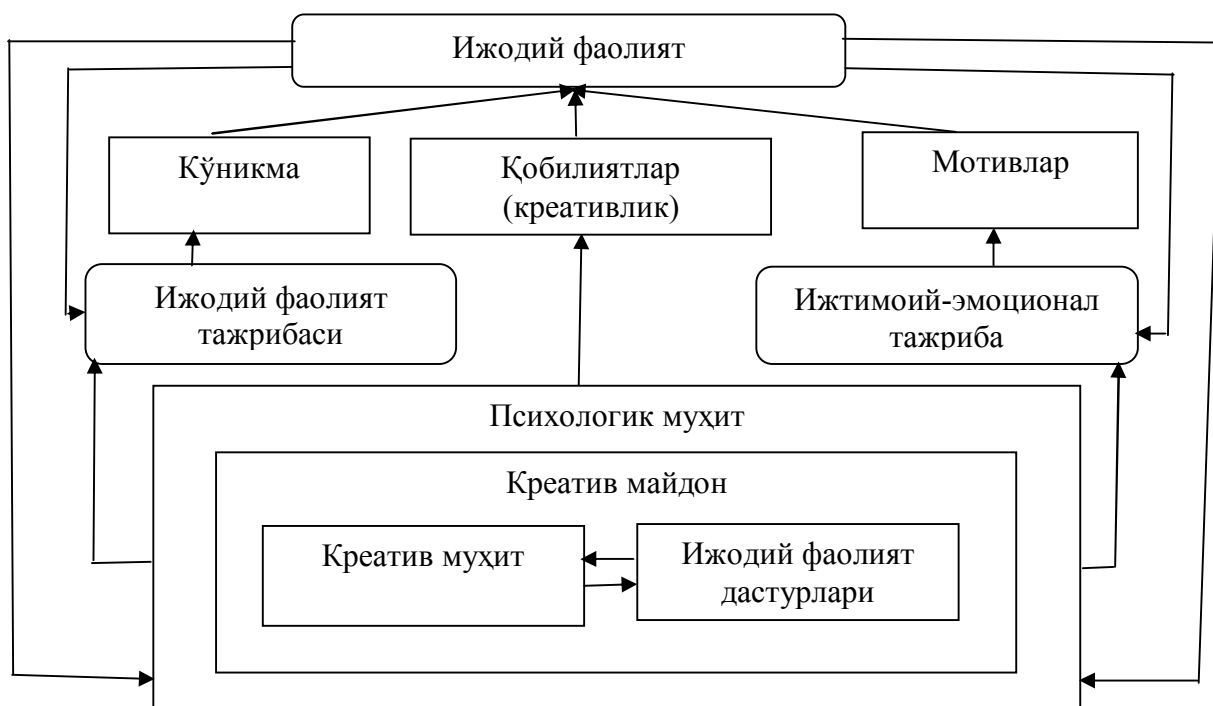 Ижодий фаолият
Кўникма
Қобилиятлар
(креативлик)
Мотивлар
Ижодий фаолият
тажрибаси
Ижтимоий-эмоционал
тажриба
Психологик муҳит
Креатив майдон
Креатив муҳит
Ижодий фаолият
дастурлари